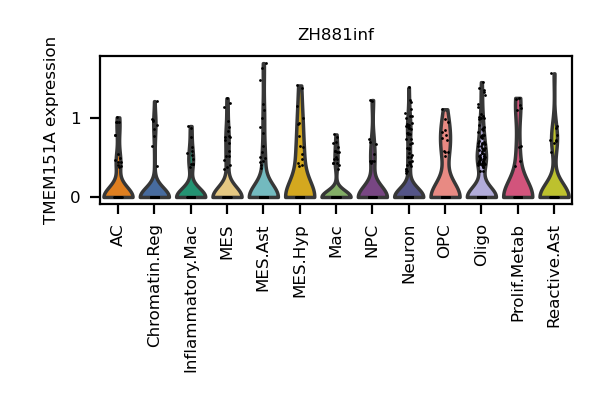 ZH881inf
TMEM151A expression
1
0
AC
Chromatin.Reg
Inflammatory.Mac
MES
MES.Ast
MES.Hyp
Mac
NPC
Neuron
OPC
Oligo
Prolif.Metab
Reactive.Ast